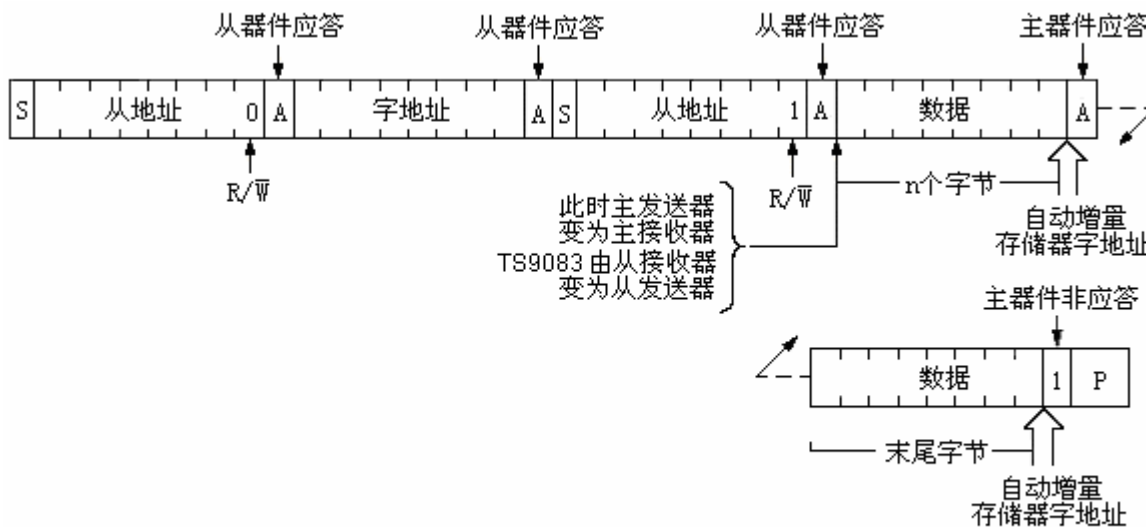 从器件应答 从器件应答 从器件应答 主器件应答
S 从地址 0 A 字地址 A S 从地址 1 A 数据 A
R/W̅ R/W̅ n个字节
此时主发送器
变为主接收器
TS9083 由从接收器
变为从发送器
自动增量
存储器字地址
主器件非应答
数据 1 P
末尾字节
自动增量
存储器字地址